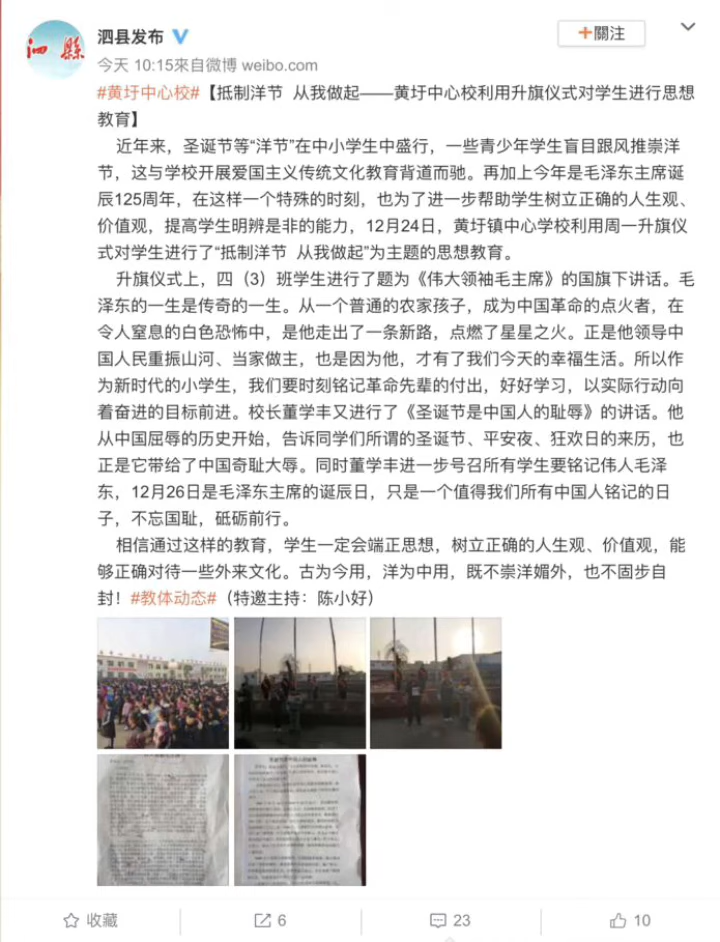 泗縣
泗县发布
+關注
今天 10:15來自微博 weibo.com
#黄圩中心校#【抵制洋节 从我做起——黄圩中心校利用升旗仪式对学生进行思想
教育】
近年来，圣诞节等“洋节”在中小学生中盛行，一些青少年学生盲目跟风推崇洋
节，这与学校开展爱国主义传统文化教育背道而驰。再加上今年是毛泽东主席诞
辰125周年，在这样一个特殊的时刻，也为了进一步帮助学生树立正确的人生观、
价值观，提高学生明辨是非的能力，12月24日，黄圩镇中心学校利用周一升旗仪
式对学生进行了“抵制洋节 从我做起”为主题的思想教育。
升旗仪式上，四（3）班学生进行了题为《伟大领袖毛主席》的国旗下讲话。毛
泽东的一生是传奇的一生。从一个普通的农家孩子，成为中国革命的点火者，在
令人窒息的白色恐怖中，是他走出了一条新路，点燃了星星之火。正是他领导中
国人民重振山河、当家做主，也是因为他，才有了我们今天的幸福生活。所以作
为新时代的小学生，我们要时刻铭记革命先辈的付出，好好学习，以实际行动向
着奋进的目标前进。校长董学丰又进行了《圣诞节是中国人的耻辱》的讲话。他
从中国屈辱的历史开始，告诉同学们所谓的圣诞节、平安夜、狂欢日的来历，也
正是它带给了中国奇耻大辱。同时董学丰进一步号召所有学生要铭记伟人毛泽
东，12月26日是毛泽东主席的诞辰日，只是一个值得我们所有中国人铭记的日
子，不忘国耻，砥砺前行。
相信通过这样的教育，学生一定会端正思想，树立正确的人生观、价值观，能
够正确对待一些外来文化。古为今用，洋为中用，既不崇洋媚外，也不固步自
封！#教体动态#（特邀主持：陈小好）
收藏
6
23
10